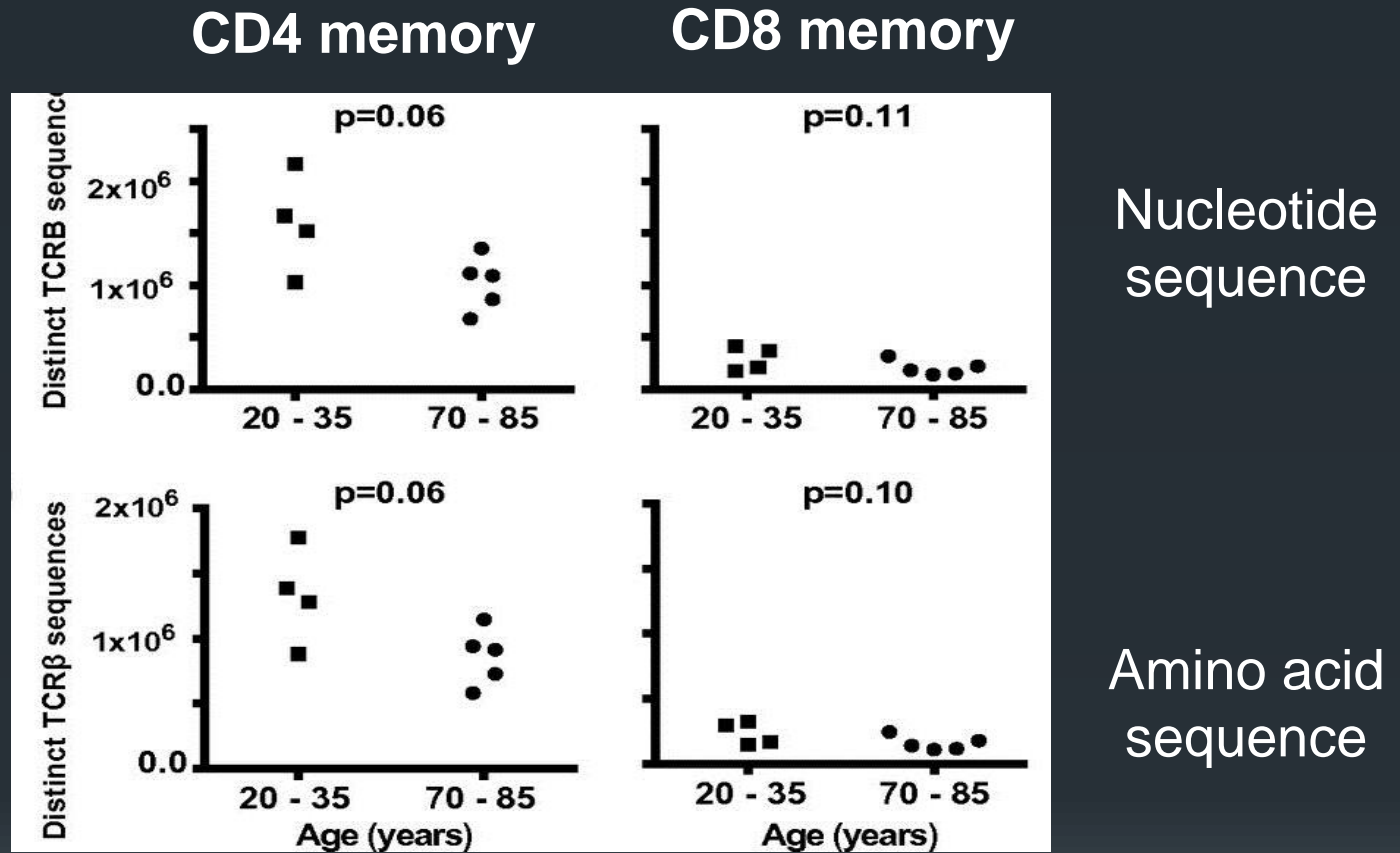 CD4 memory
CD8 memory
Distinct TCRB sequenc
p=0.06
2x10⁶
1x10⁶
0.0
20 - 35
70 - 85
p=0.11
20 - 35
70 - 85
Nucleotide
sequence
Distinct TCRβ sequences
p=0.06
2x10⁶
1x10⁶
0.0
20 - 35
70 - 85
Age (years)
p=0.10
20 - 35
70 - 85
Age (years)
Amino acid
sequence